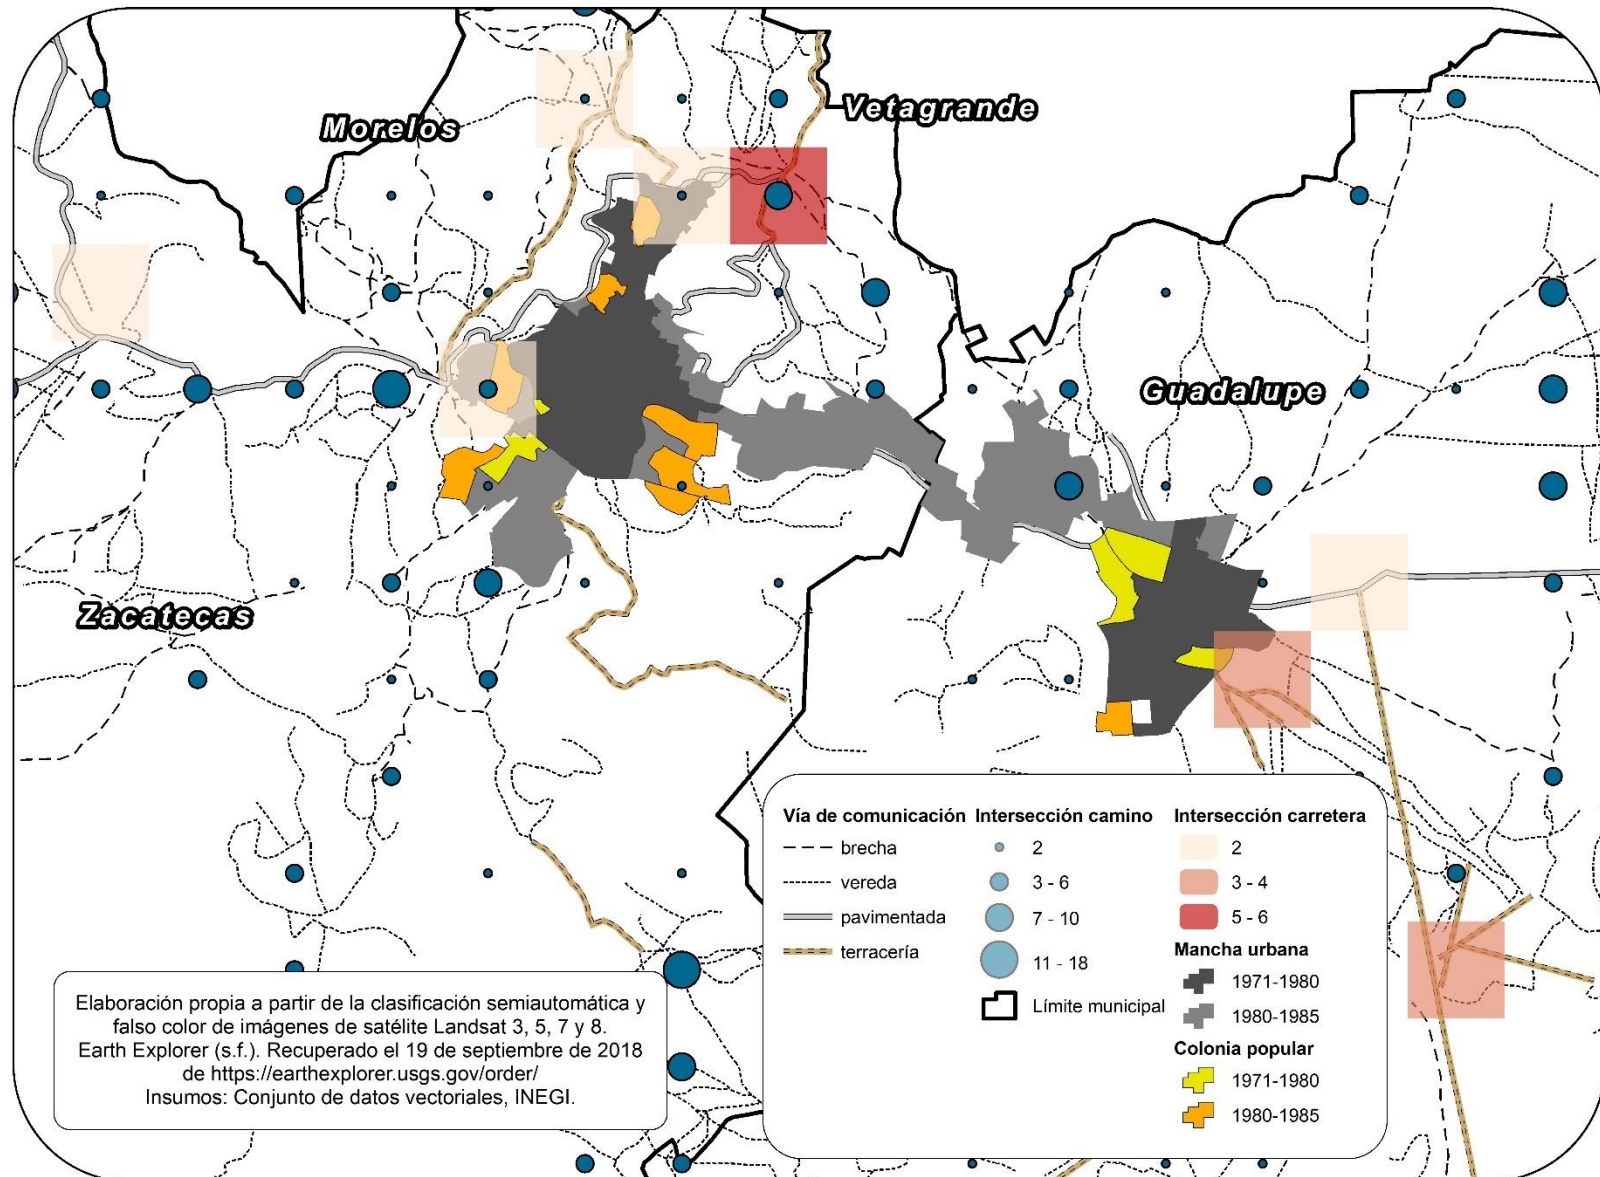 Morelos
Vetagrande
Guadalupe
Zacatecas
Vía de comunicación
brecha
vereda
pavimentada
terracería
Intersección camino
2
3 - 6
7 - 10
11 - 18
Límite municipal
Intersección carretera
2
3 - 4
5 - 6
Mancha urbana
1971-1980
1980-1985
Colonia popular
1971-1980
1980-1985
Elaboración propia a partir de la clasificación semiautomática y
falso color de imágenes de satélite Landsat 3, 5, 7 y 8.
Earth Explorer (s.f.). Recuperado el 19 de septiembre de 2018
de https://earthexplorer.usgs.gov/order/
Insumos: Conjunto de datos vectoriales, INEGI.